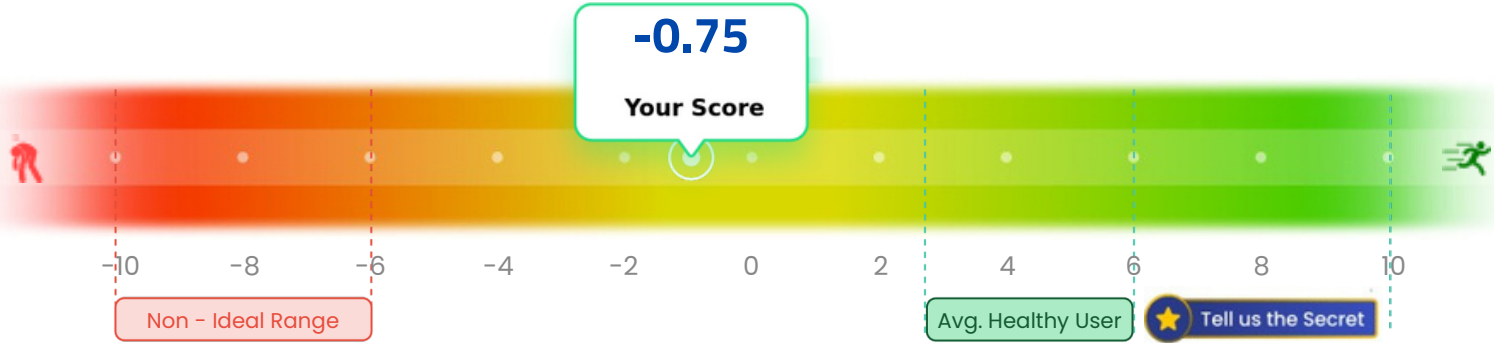 -0.75
Your Score
-10 -8 -6 -4 -2 0 2 4 6 8 10
Non - Ideal Range
Avg. Healthy User
Tell us the Secret